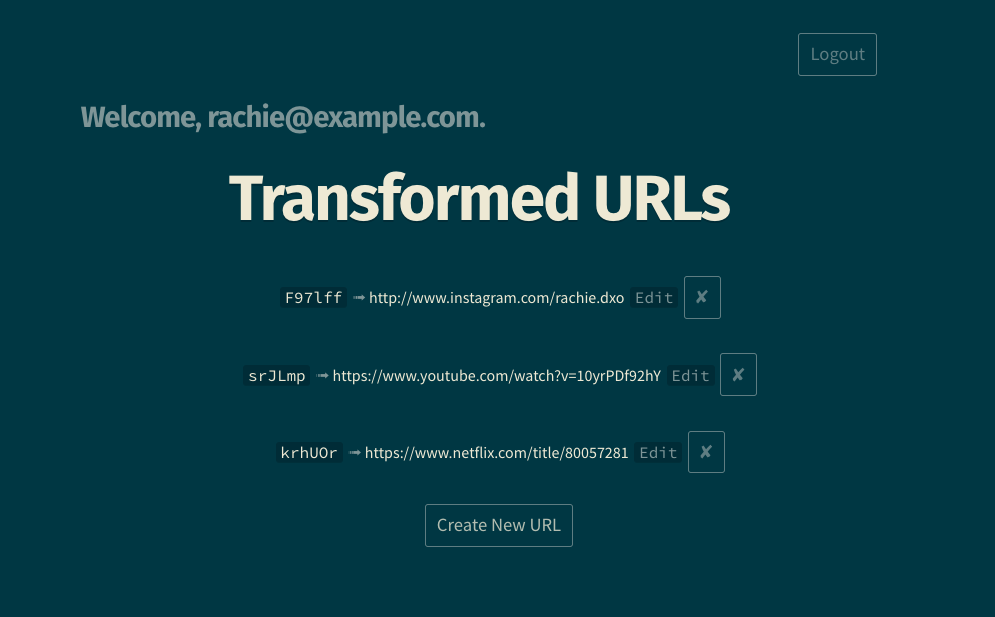 Logout
Welcome, rachie@example.com.
Transformed URLs
F97lff ➟ http://www.instagram.com/rachie.dxo Edit ✘
srJLmp ➟ https://www.youtube.com/watch?v=10yrPDf92hY Edit ✘
krhUOr ➟ https://www.netflix.com/title/80057281 Edit ✘
Create New URL